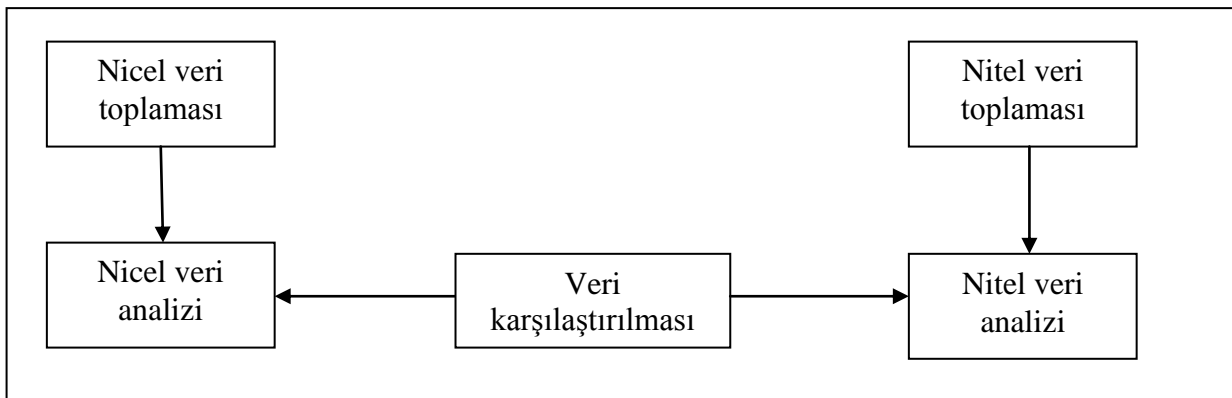 Nicel veri
toplaması
Nitel veri
toplaması
Nicel veri
analizi
Veri
karşılaştırılması
Nitel veri
analizi